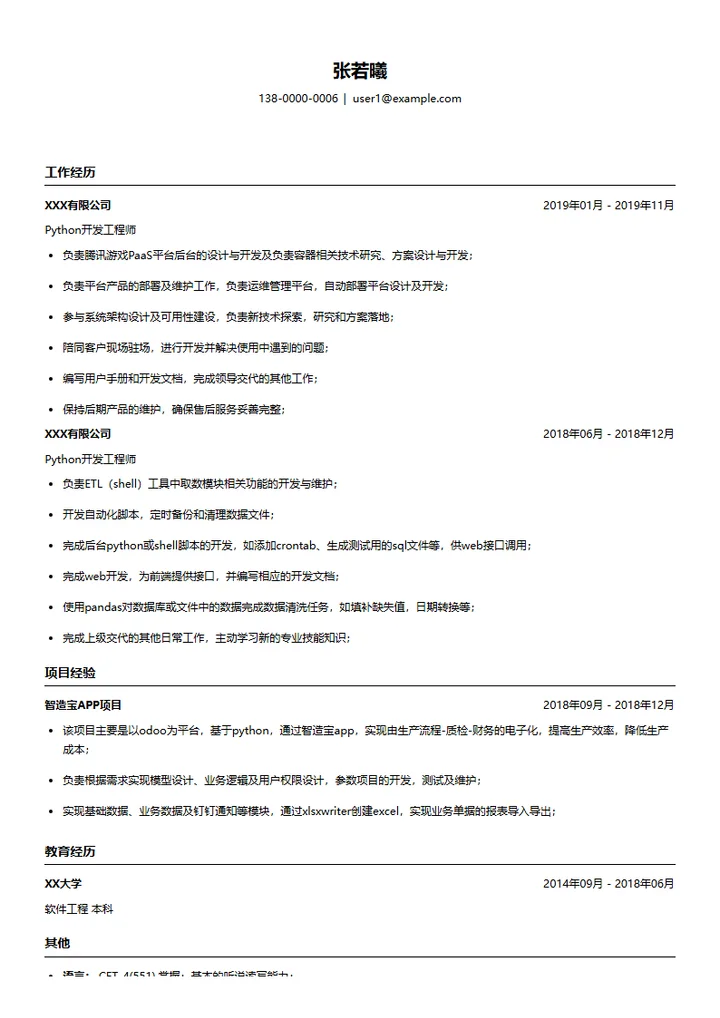 张若曦
138-0000-0006 | user1@example.com
工作经历
XXX有限公司 2019年01月 - 2019年11月
Python开发工程师
• 负责腾讯游戏PaaS平台后台的设计与开发及负责容器相关技术研究、方案设计与开发；
• 负责平台产品的部署及维护工作，负责运维管理平台，自动部署平台设计及开发；
• 参与系统架构设计及可用性建设，负责新技术探索，研究和方案落地；
• 陪同客户现场驻场，进行开发并解决使用中遇到的问题；
• 编写用户手册和开发文档，完成领导交代的其他工作；
• 保持后期产品的维护，确保售后服务妥善完整；
XXX有限公司 2018年06月 - 2018年12月
Python开发工程师
• 负责ETL（shell）工具中取数模块相关功能的开发与维护；
• 开发自动化脚本，定时备份和清理数据文件；
• 完成后台python或shell脚本的开发，如添加crontab、生成测试用的sql文件等，供web接口调用；
• 完成web开发，为前端提供接口，并编写相应的开发文档；
• 使用pandas对数据库或文件中的数据完成数据清洗任务，如填补缺失值，日期转换等；
• 完成上级交代的其他日常工作，主动学习新的专业技能知识；
项目经验
智造宝APP项目 2018年09月 - 2018年12月
• 该项目主要是以odoo为平台，基于python，通过智造宝app，实现由生产流程-质检-财务的电子化，提高生产效率，降低生产
成本；
• 负责根据需求实现模型设计、业务逻辑及用户权限设计，参数项目的开发，测试及维护；
• 实现基础数据、业务数据及钉钉通知等模块，通过xlsxwriter创建excel，实现业务单据的报表导入导出；
教育经历
XX大学 2014年09月 - 2018年06月
软件工程 本科
其他
• 语言： CET-4(551) 掌握；基本的听说读写能力；